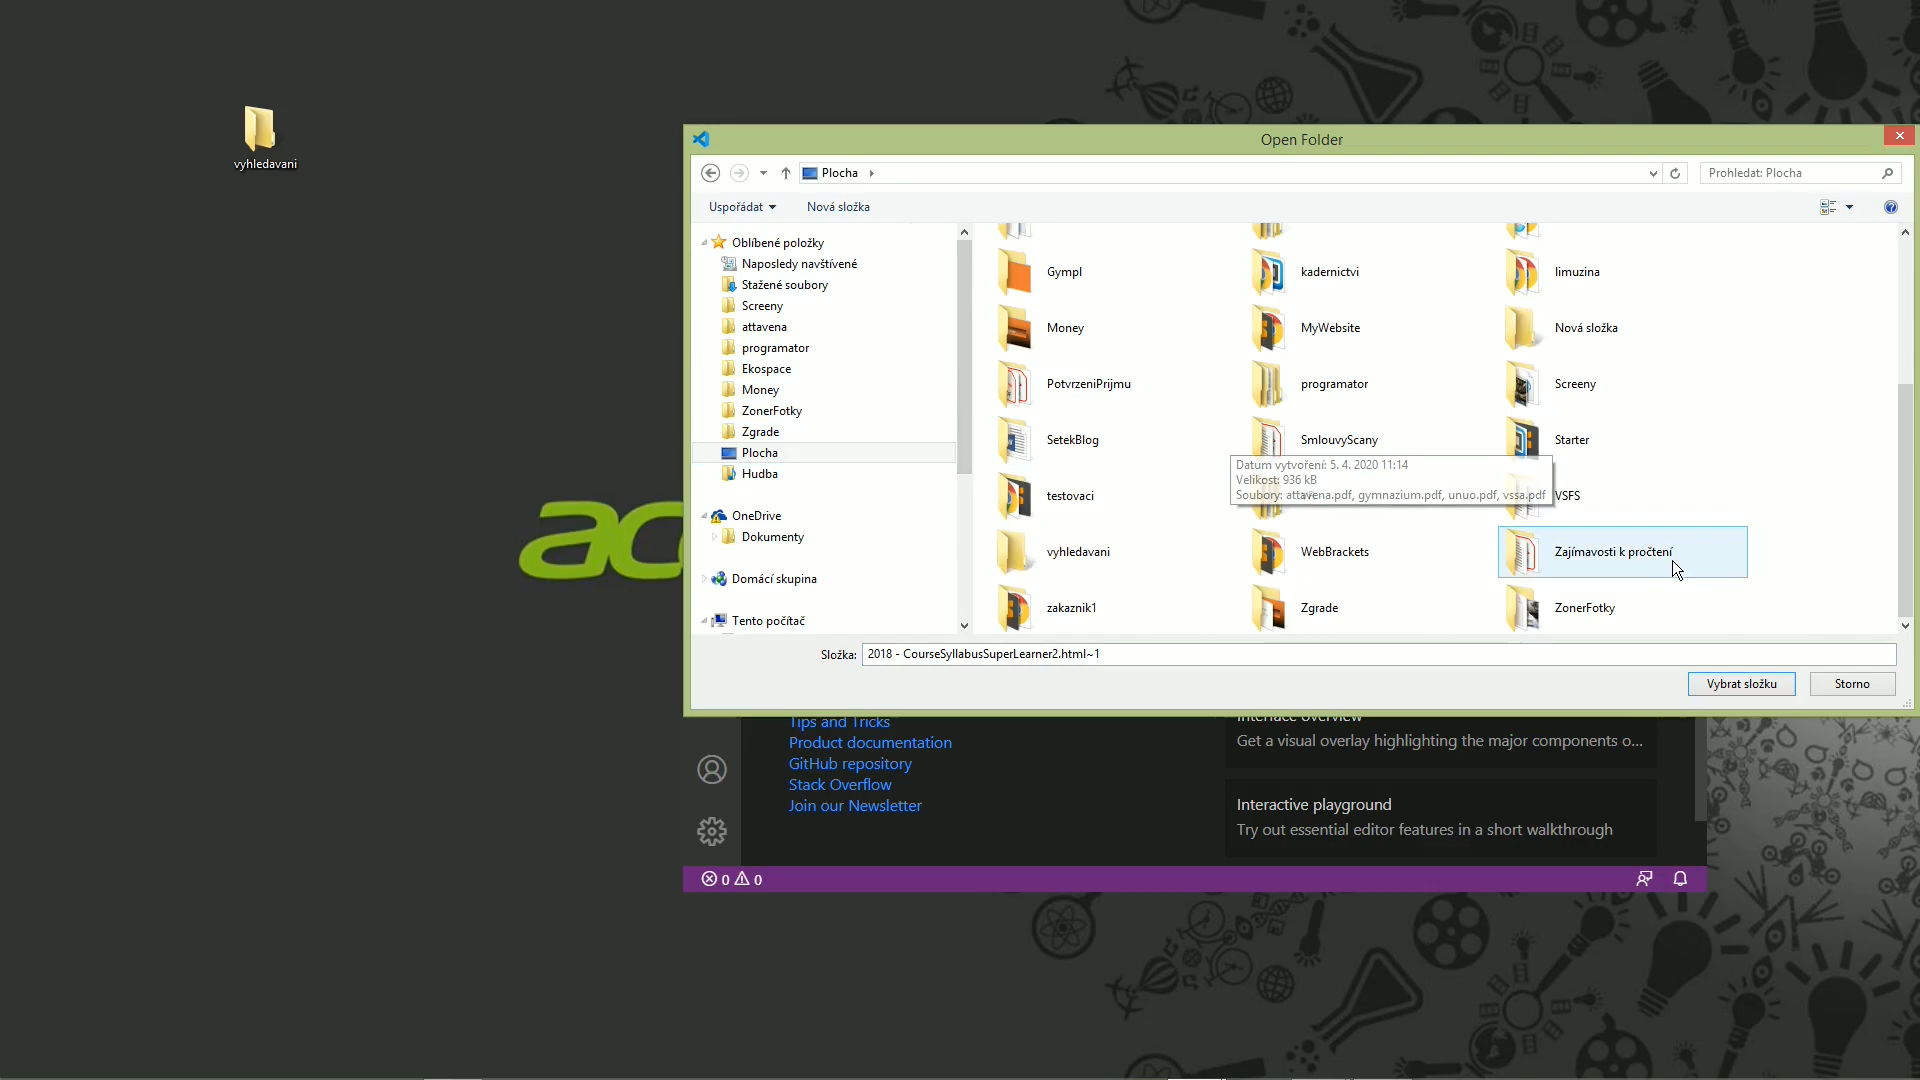 vyhledavani
Open Folder
Plocha
Prohledat: Plocha
Uspořádat
Nová složka
Oblíbené položky
Naposledy navštívené
Stažené soubory
Screeny
attavena
programator
Ekospace
Money
ZonerFotky
Zgrade
Plocha
Hudba
OneDrive
Dokumenty
Domácí skupina
Tento počítač
Gympl
kadernictvi
limuzina
Money
MyWebsite
Nová složka
PotvrzeniPrijmu
programator
Screeny
SetekBlog
SmlouvyScany
Starter
Datum vytvoření: 5. 4. 2020 11:14
Velikost: 936 kB
Soubory: attavena.pdf, gymnazium.pdf, unuo.pdf, vssa.pdf
testovaci
VSFS
vyhledavani
WebBrackets
Zajímavosti k pročtení
zakaznik1
Zgrade
ZonerFotky
Složka:
2018 - CourseSyllabusSuperLearner2.html~1
Vybrat složku
Storno
Tips and Tricks
Product documentation
GitHub repository
Stack Overflow
Join our Newsletter
Interface overview
Get a visual overlay highlighting the major components o...
Interactive playground
Try out essential editor features in a short walkthrough
0
0